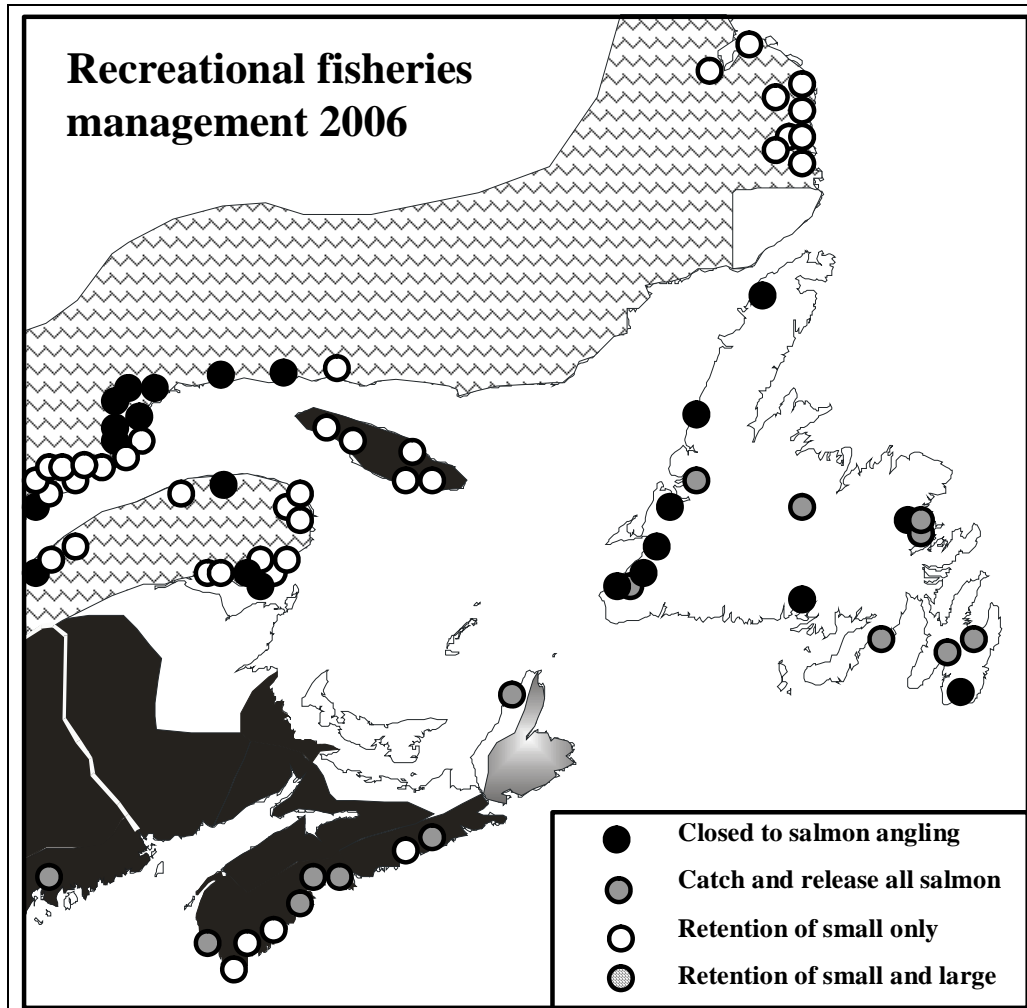 Recreational fisheries
management 2006
Closed to salmon angling
Catch and release all salmon
Retention of small only
Retention of small and large